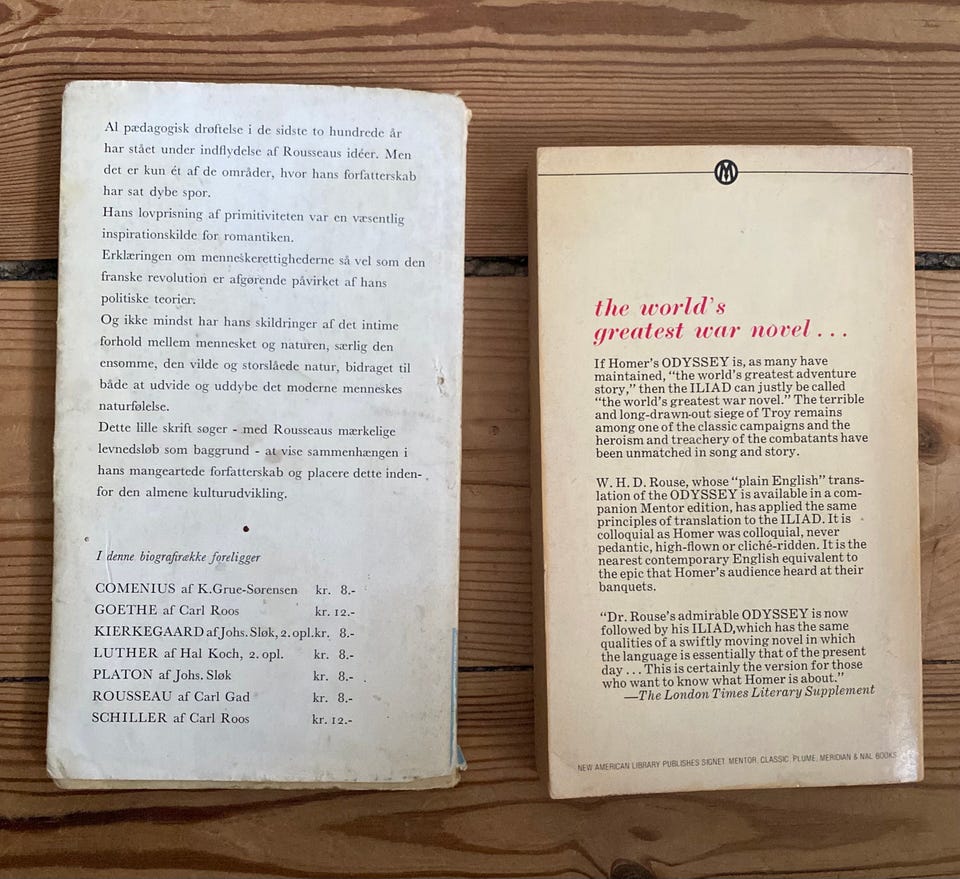 Al pædagogisk drøftelse i de sidste to hundrede år
har stået under indflydelse af Rousseaus idéer. Men
det er kun ét af de områder, hvor hans forfatterskab
har sat dybe spor.
Hans lovprisning af primitiviteten var en væsentlig
inspirationskilde for romantiken.
Erklæringen om menneskerettighederne så vel som den
franske revolution er afgørende påvirket af hans
politiske teorier.
Og ikke mindst har hans skildringer af det intime
forhold mellem mennesket og naturen, særlig den
ensomme, den vilde og storslåede natur, bidraget til
både at udvide og uddybe det moderne menneskes
naturfølelse.
Dette lille skrift søger - med Rousseaus mærkelige
levnedsløb som baggrund - at vise sammenhængen i
hans mangeartede forfatterskab og placere dette inden-
for den almene kulturudvikling.
I denne biografirække foreligger
COMENIUS af K.Grue-Sørensen kr. 8.-
GOETHE af Carl Roos kr. 12.-
KIERKEGAARD af Johs. Sløk, 2. opl. kr. 8.-
LUTHER af Hal Koch, 2. opl. kr. 8.-
PLATON af Johs. Sløk kr. 8.-
ROUSSEAU af Carl Gad kr. 8.-
SCHILLER af Carl Roos kr. 12.-
M
the world's
greatest war novel . . .
If Homer's ODYSSEY is, as many have
maintained, "the world's greatest adventure
story," then the ILIAD can justly be called
"the world's greatest war novel." The terrible
and long-drawn-out siege of Troy remains
among one of the classic campaigns and the
heroism and treachery of the combatants have
been unmatched in song and story.
W. H. D. Rouse, whose "plain English" trans-
lation of the ODYSSEY is available in a com-
panion Mentor edition, has applied the same
principles of translation to the ILIAD. It is
colloquial as Homer was colloquial, never
pedantic, high-flown or cliché-ridden. It is the
nearest contemporary English equivalent to
the epic that Homer's audience heard at their
banquets.
"Dr. Rouse's admirable ODYSSEY is now
followed by his ILIAD, which has the same
qualities of a swiftly moving novel in which
the language is essentially that of the present
day . . . This is certainly the version for those
who want to know what Homer is about."
—The London Times Literary Supplement
NEW AMERICAN LIBRARY PUBLISHES SIGNET, MENTOR, CLASSIC, PLUME, MERIDIAN & NAL BOOKS